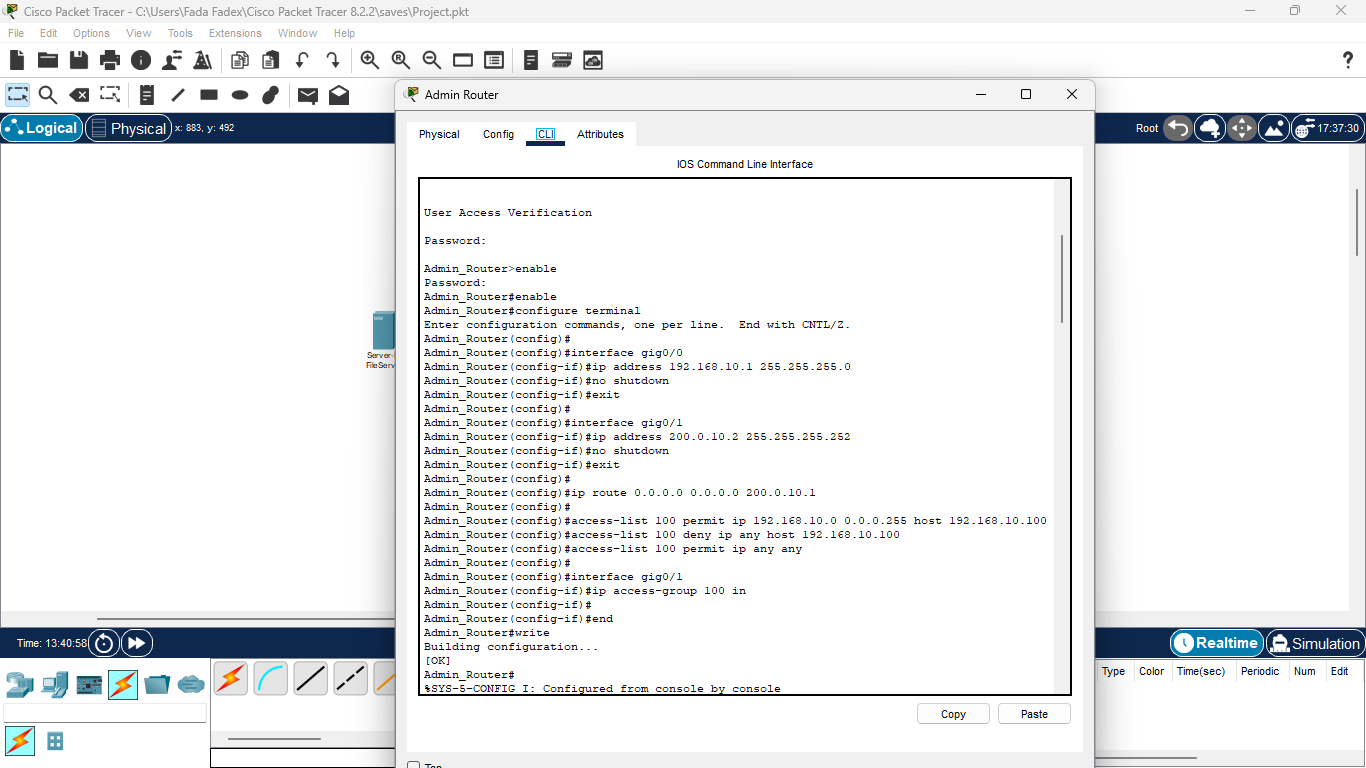 Cisco Packet Tracer - C:\Users\Fada Fadex\Cisco Packet Tracer 8.2.2\saves\Project.pkt
File Edit Options View Tools Extensions Window Help
Logical Physical x: 883, y: 492
Root 17:37:30
Admin Router
Physical Config CLI Attributes
IOS Command Line Interface
User Access Verification
Password:
Admin_Router>enable
Password:
Admin_Router#enable
Admin_Router#configure terminal
Enter configuration commands, one per line.  End with CNTL/Z.
Admin_Router(config)#
Admin_Router(config)#interface gig0/0
Admin_Router(config-if)#ip address 192.168.10.1 255.255.255.0
Admin_Router(config-if)#no shutdown
Admin_Router(config-if)#exit
Admin_Router(config)#
Admin_Router(config)#interface gig0/1
Admin_Router(config-if)#ip address 200.0.10.2 255.255.255.252
Admin_Router(config-if)#no shutdown
Admin_Router(config-if)#exit
Admin_Router(config)#
Admin_Router(config)#ip route 0.0.0.0 0.0.0.0 200.0.10.1
Admin_Router(config)#
Admin_Router(config)#access-list 100 permit ip 192.168.10.0 0.0.0.255 host 192.168.10.100
Admin_Router(config)#access-list 100 deny ip any host 192.168.10.100
Admin_Router(config)#access-list 100 permit ip any any
Admin_Router(config)#
Admin_Router(config)#interface gig0/1
Admin_Router(config-if)#ip access-group 100 in
Admin_Router(config-if)#
Admin_Router(config-if)#end
Admin_Router#write
Building configuration...
[OK]
Admin_Router#
%SYS-5-CONFIG_I: Configured from console by console
Copy Paste
Top
Server-
FileServ
Time: 13:40:58
Realtime Simulation
Type Color Time(sec) Periodic Num Edit